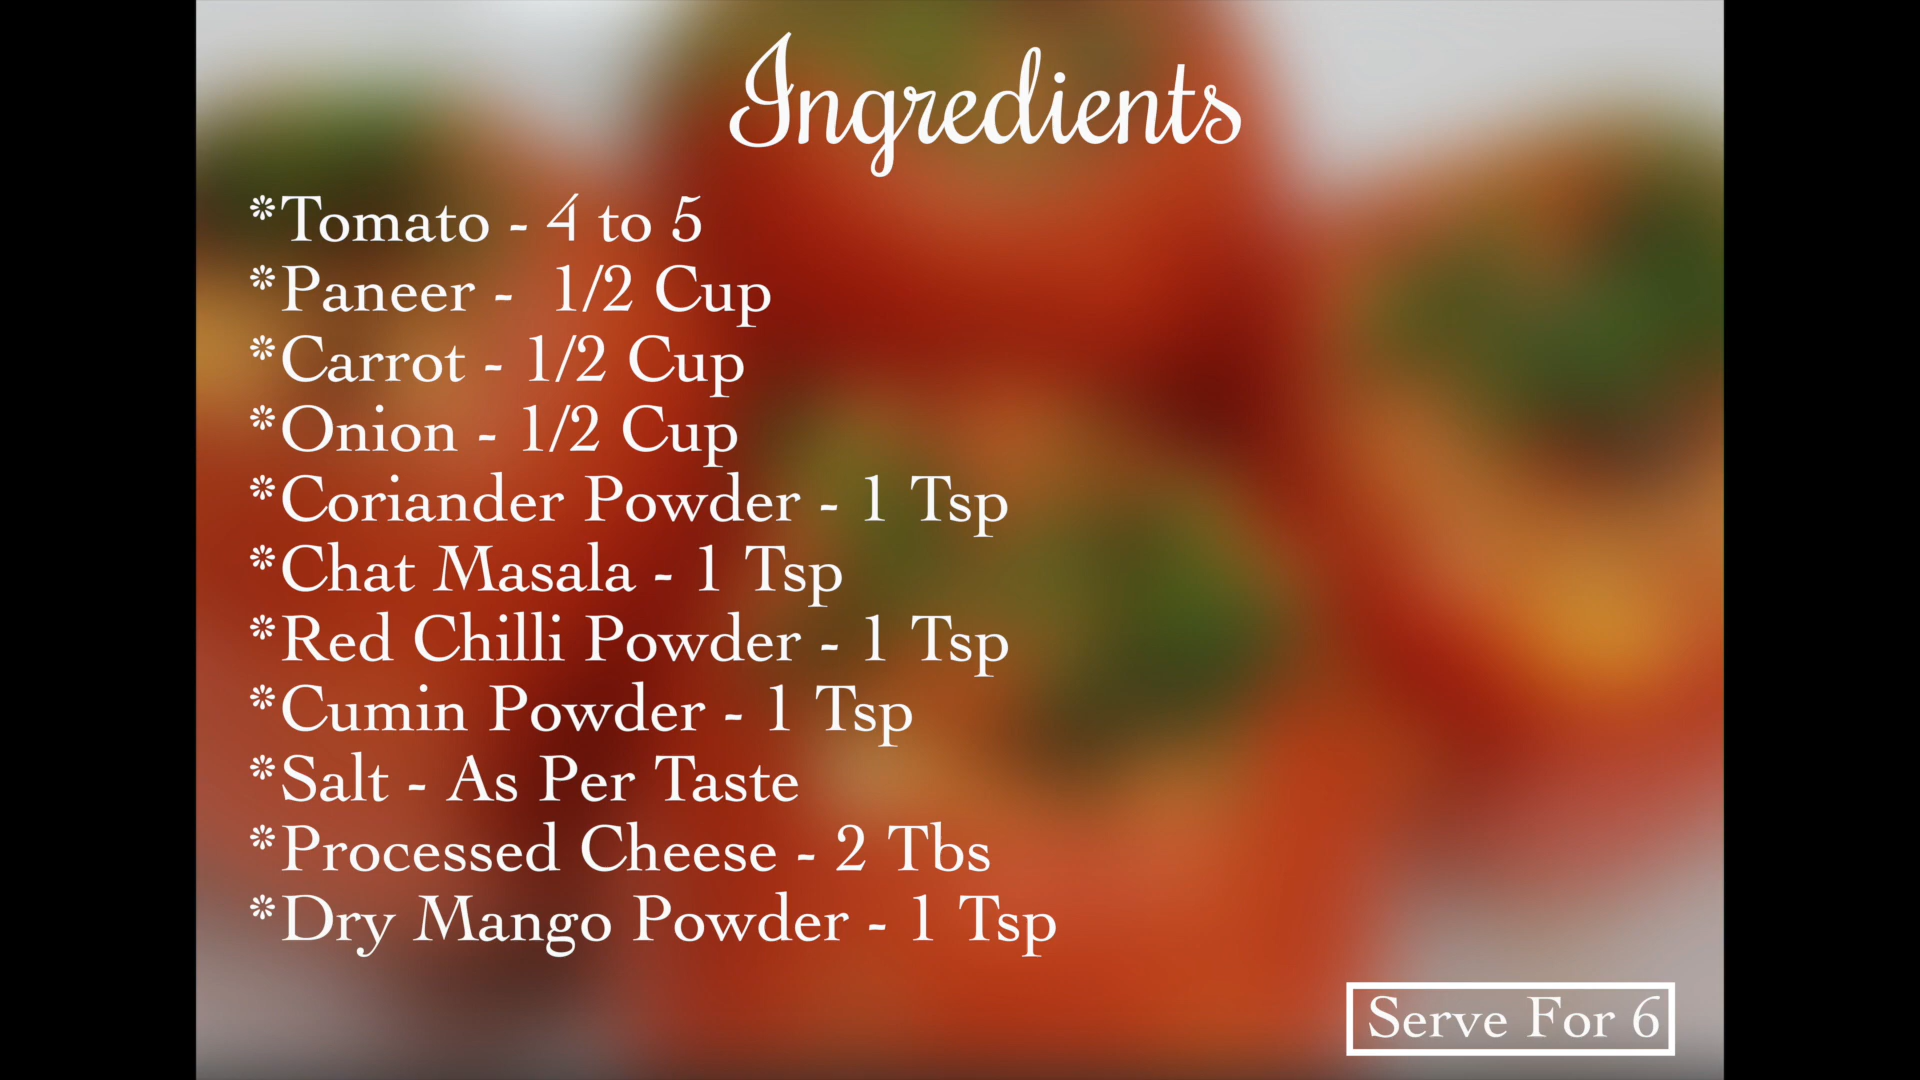 Ingredients
*Tomato - 4 to 5
*Paneer - 1/2 Cup
*Carrot - 1/2 Cup
*Onion - 1/2 Cup
*Coriander Powder - 1 Tsp
*Chat Masala - 1 Tsp
*Red Chilli Powder - 1 Tsp
*Cumin Powder - 1 Tsp
*Salt - As Per Taste
*Processed Cheese - 2 Tbs
*Dry Mango Powder - 1 Tsp
Serve For 6